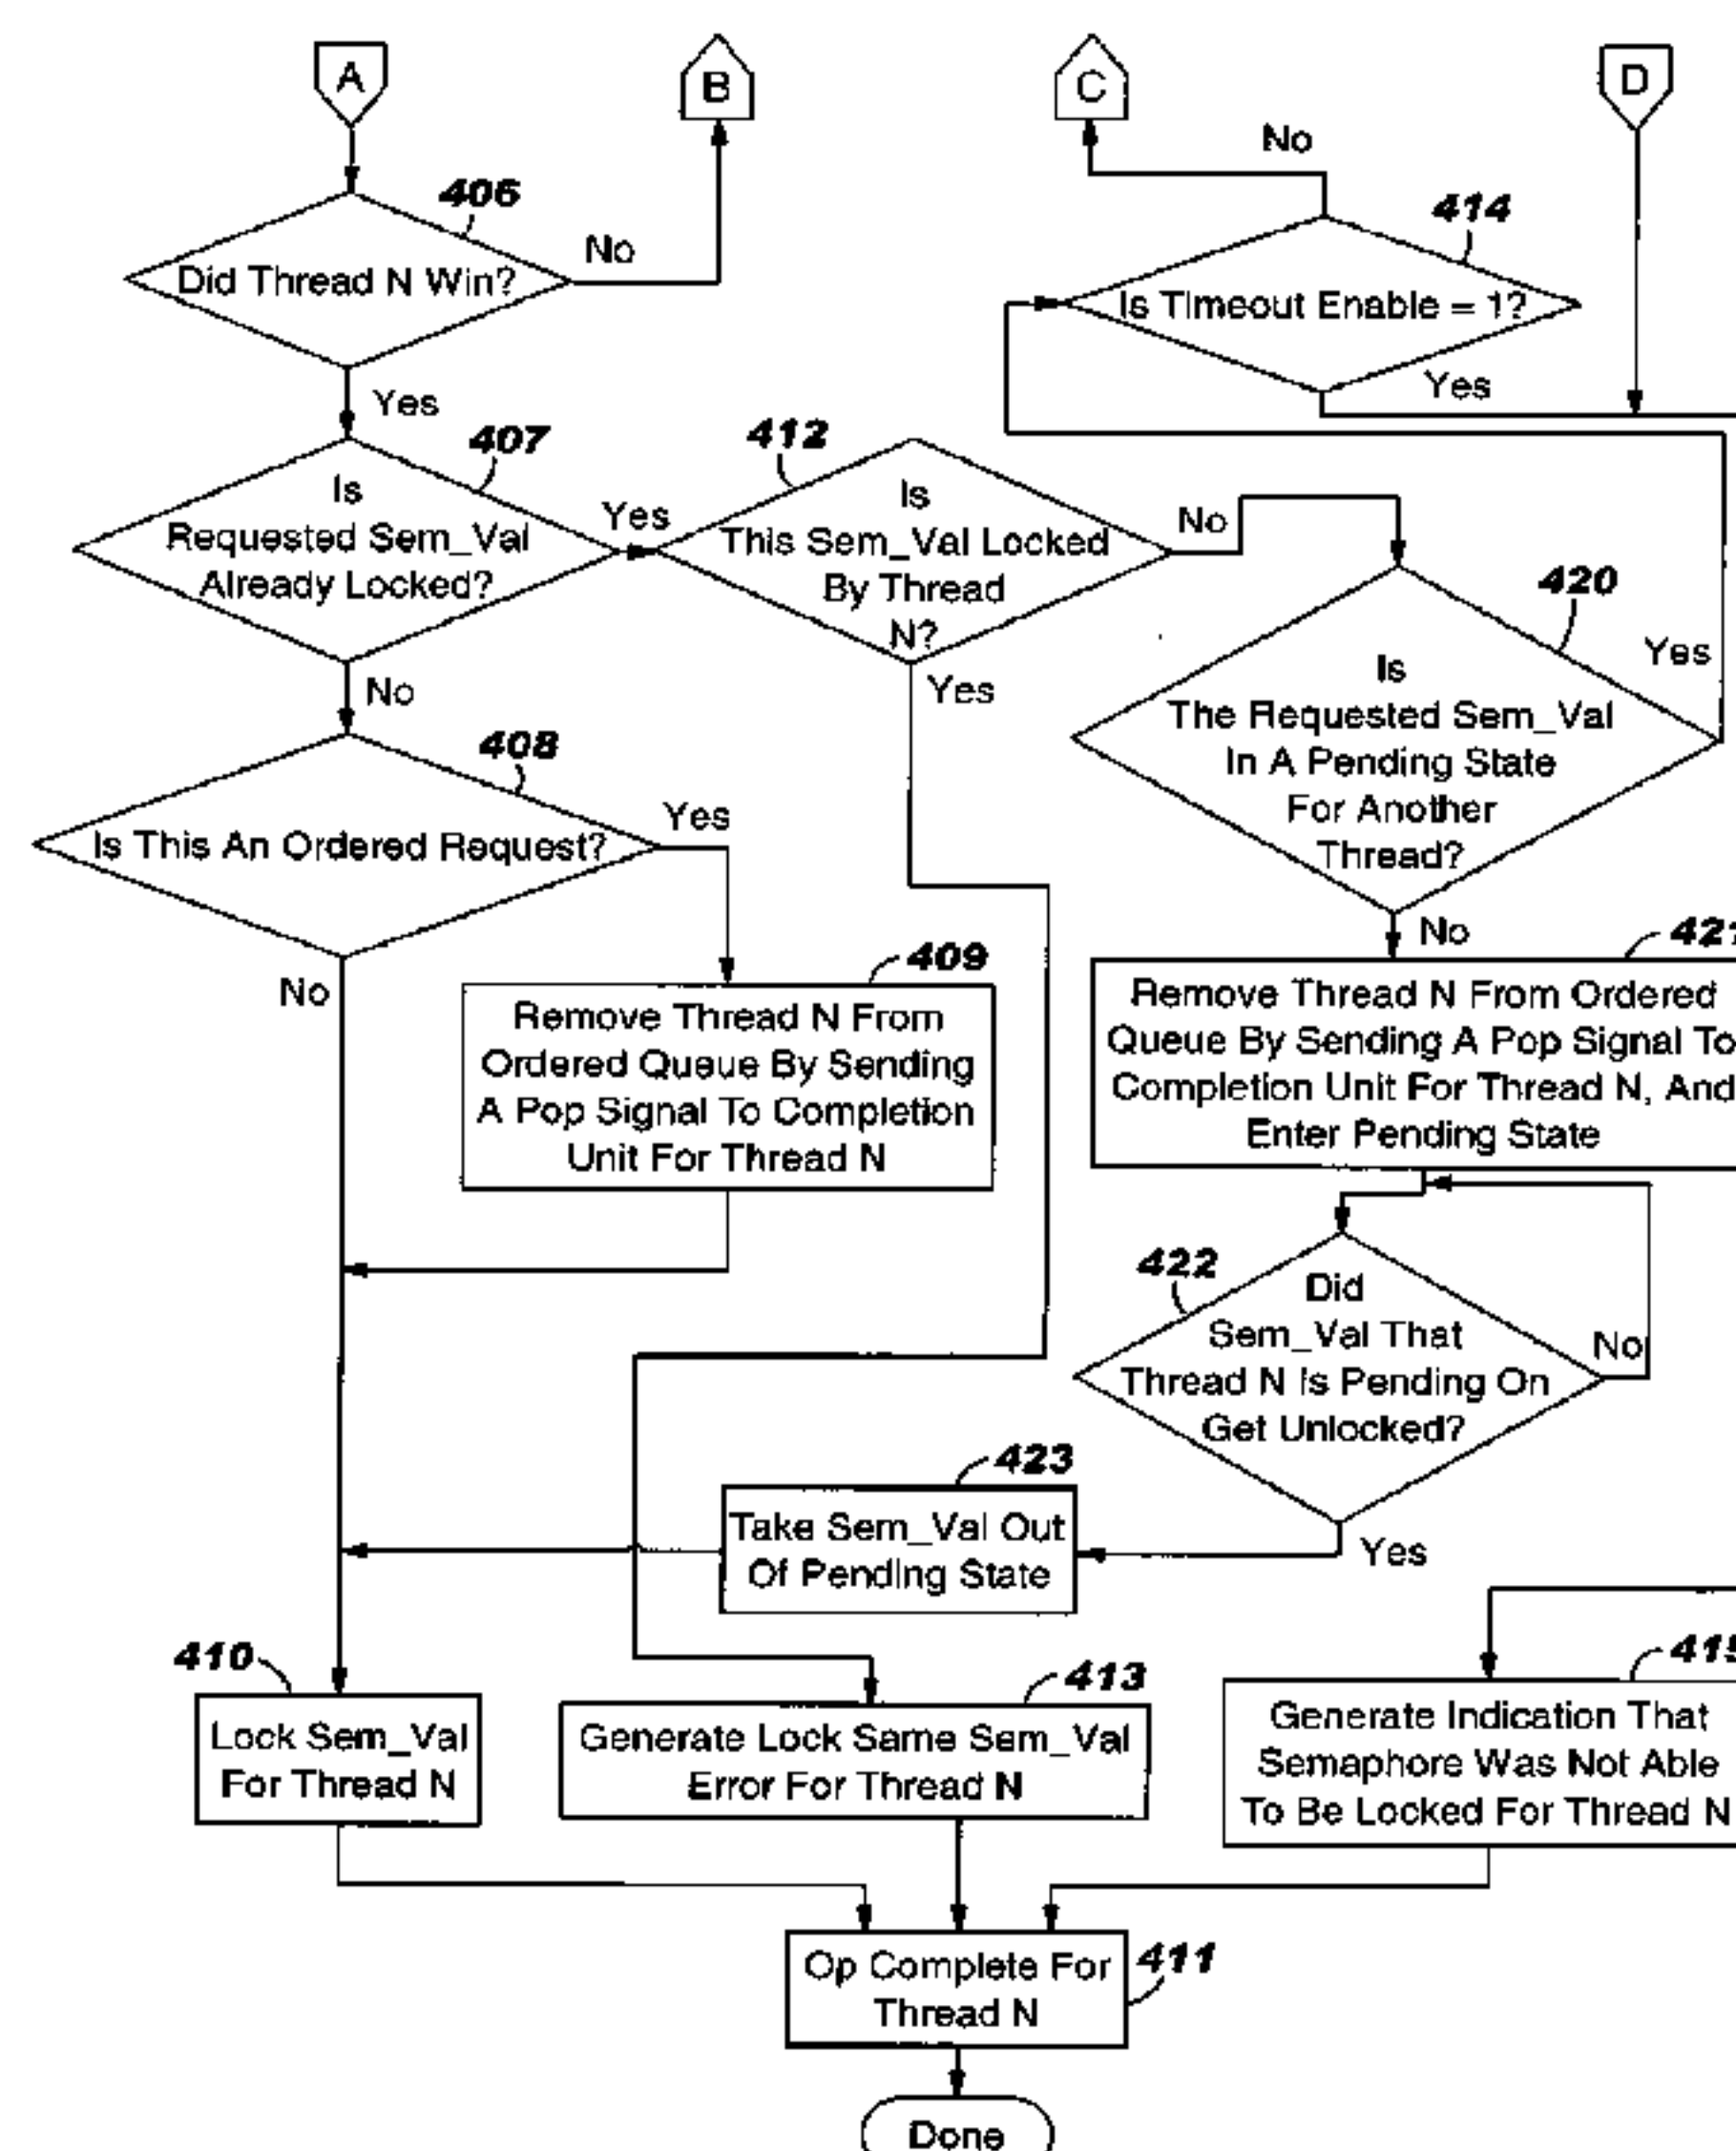 A
B
C
D
No
406
Did Thread N Win?
No
414
Is Timeout Enable = 1?
Yes
Yes
407
Is
Requested Sem_Val
Already Locked?
Yes
412
Is
This Sem_Val Locked
By Thread
N?
No
Yes
420
Is
The Requested Sem_Val
In A Pending State
For Another
Thread?
Yes
No
No
408
Is This An Ordered Request?
Yes
No
409
Remove Thread N From
Ordered Queue By Sending
A Pop Signal To Completion
Unit For Thread N
421
Remove Thread N From Ordered
Queue By Sending A Pop Signal To
Completion Unit For Thread N, And
Enter Pending State
422
Did
Sem_Val That
Thread N Is Pending On
Get Unlocked?
No
Yes
423
Take Sem_Val Out
Of Pending State
410
Lock Sem_Val
For Thread N
413
Generate Lock Same Sem_Val
Error For Thread N
415
Generate Indication That
Semaphore Was Not Able
To Be Locked For Thread N
Op Complete For
Thread N
411
Done